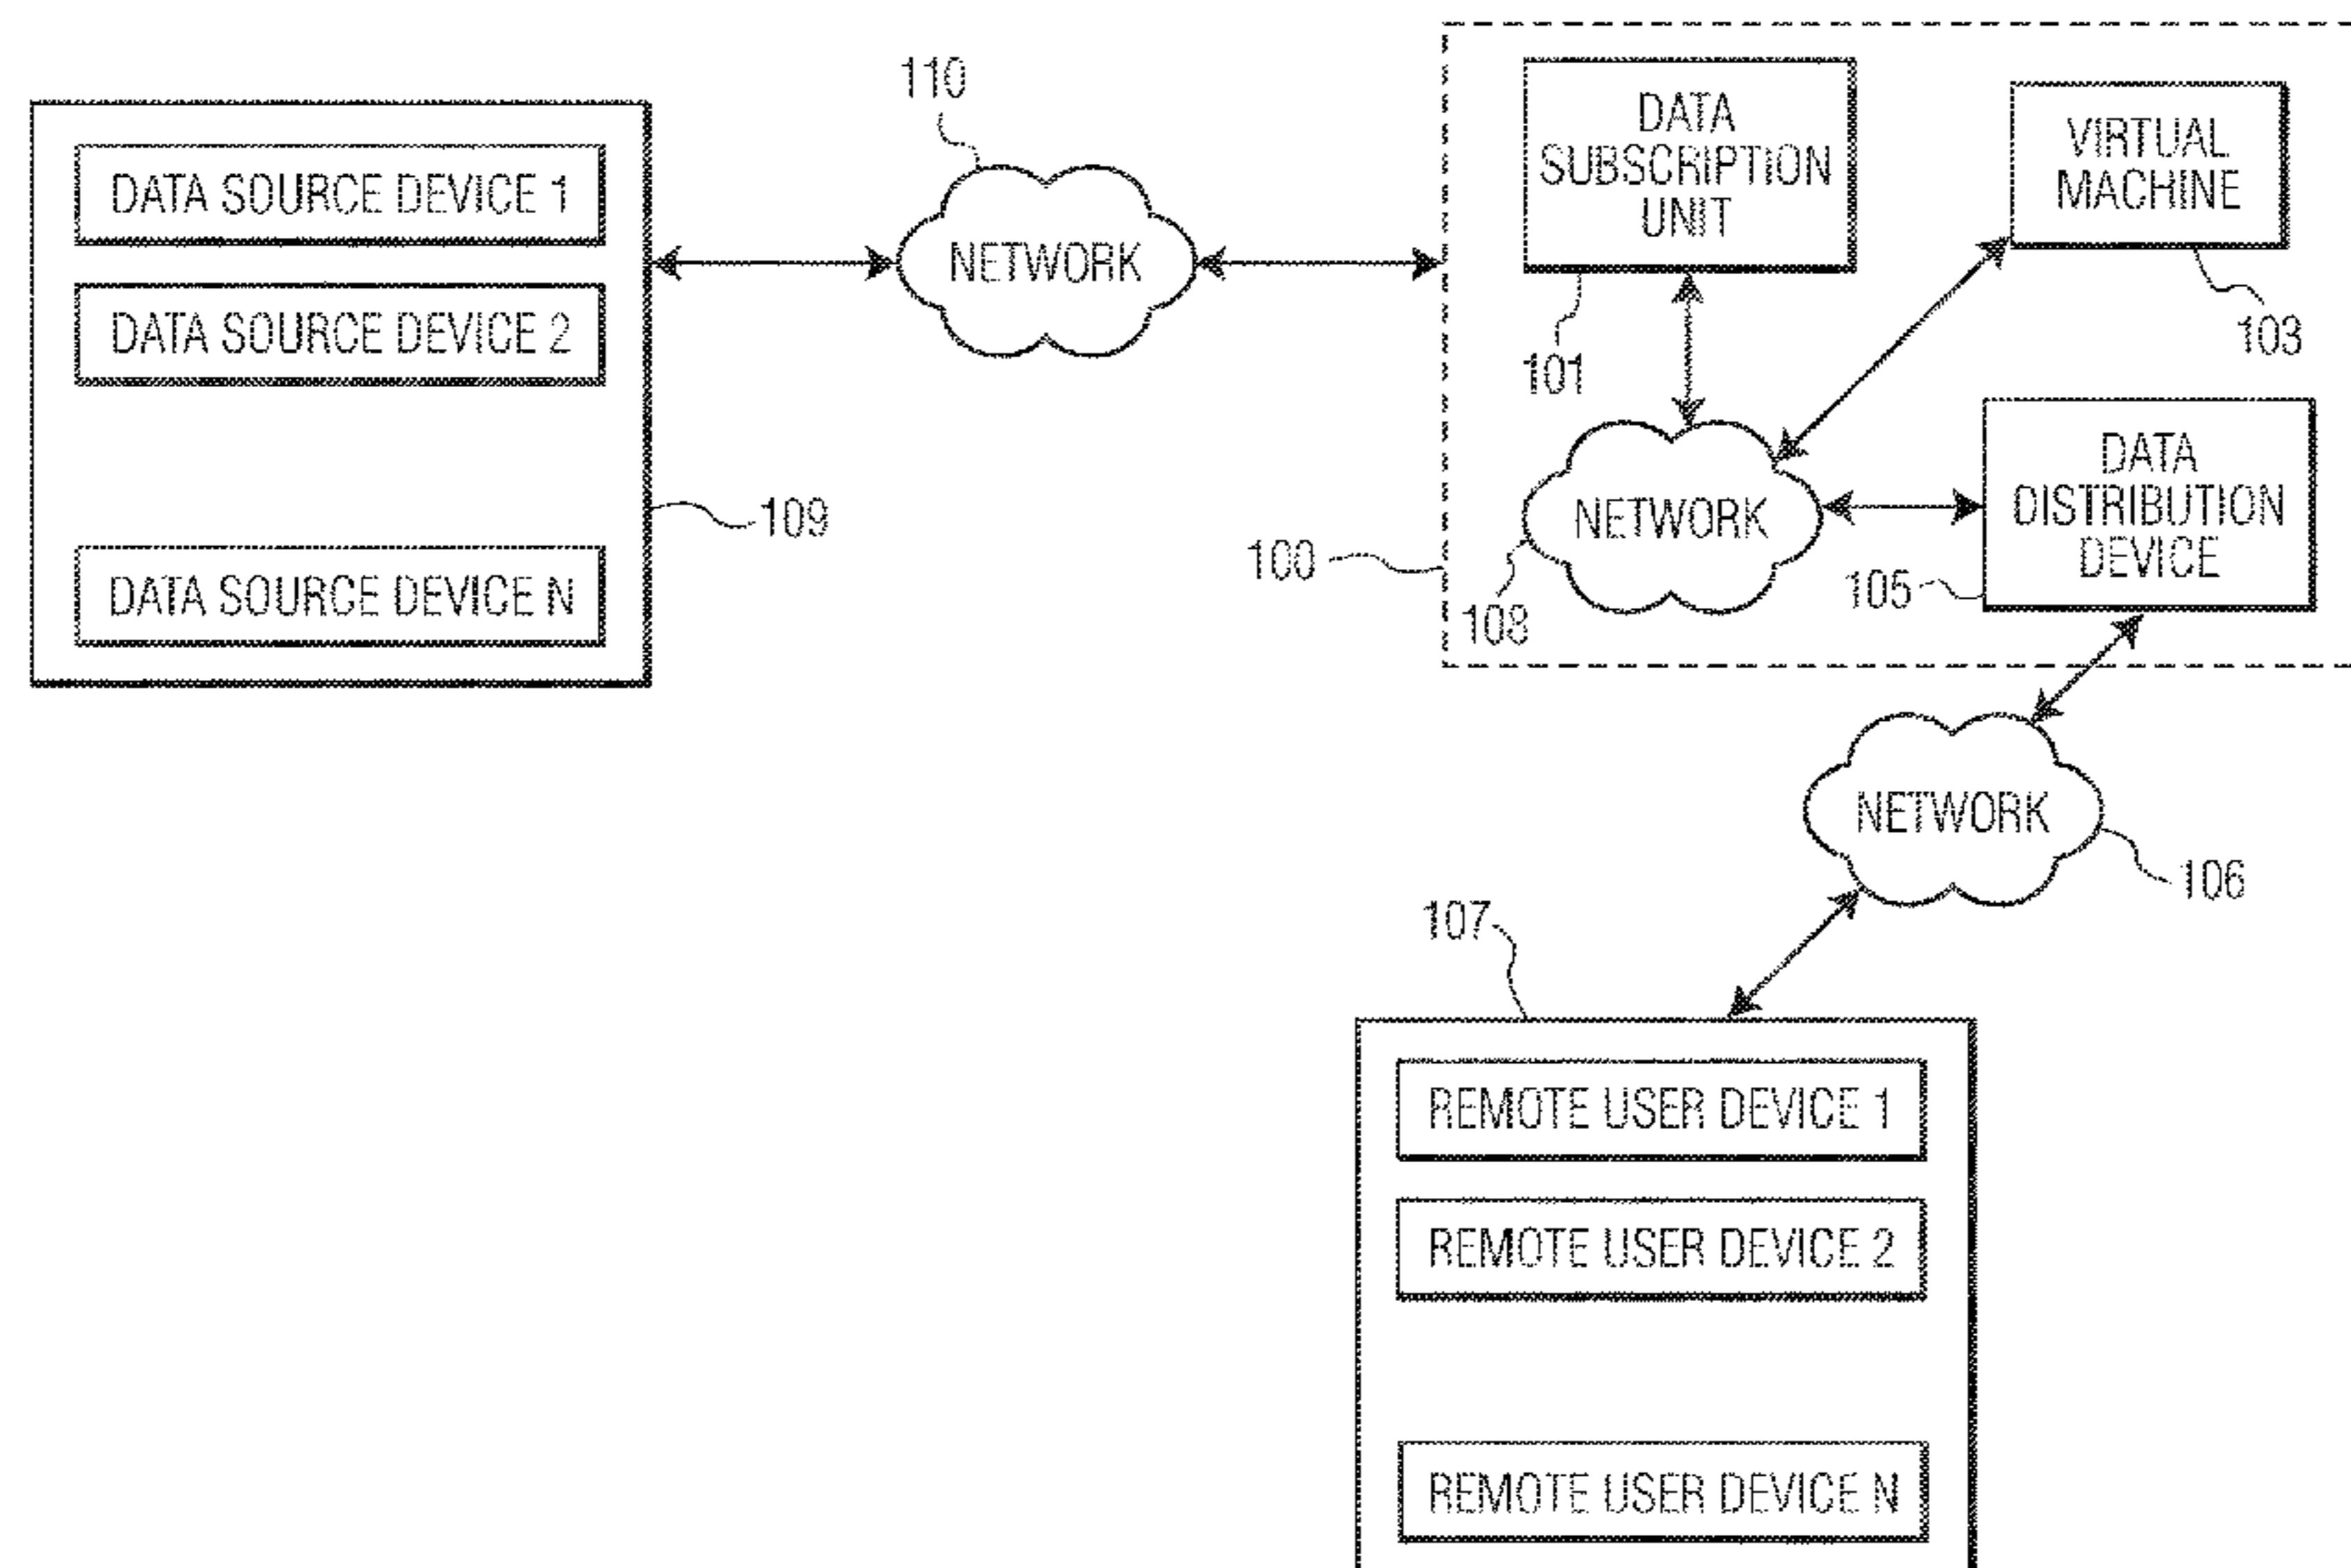 110
DATA SOURCE DEVICE 1
DATA SOURCE DEVICE 2
DATA SOURCE DEVICE N
109
NETWORK
DATA
SUBSCRIPTION
UNIT
101
VIRTUAL
MACHINE
103
NETWORK
108
100
DATA
DISTRIBUTION
DEVICE
105
NETWORK
106
107
REMOTE USER DEVICE 1
REMOTE USER DEVICE 2
REMOTE USER DEVICE N